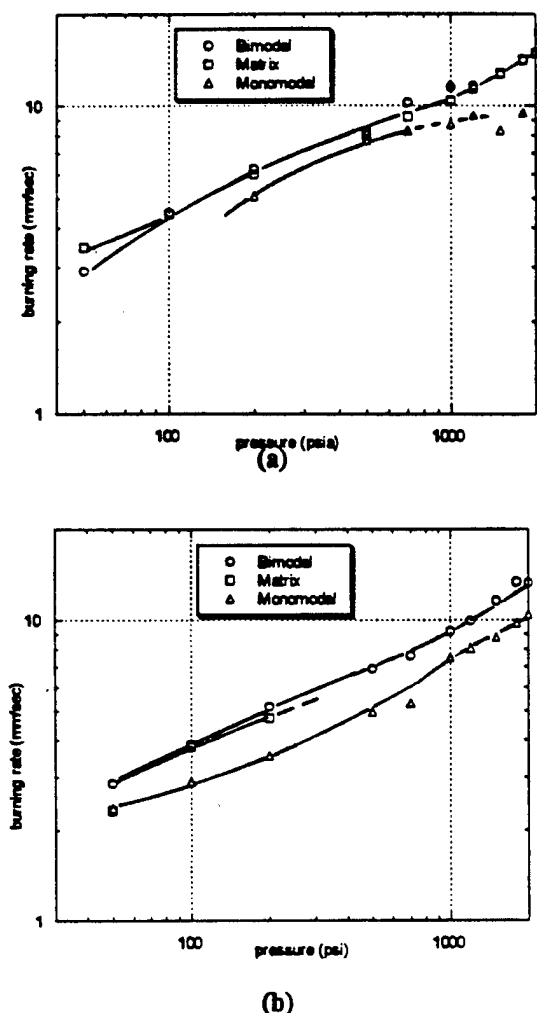 Bimodal
Matrix
Monomodal
10
1
burning rate (mm/sec)
100
1000
pressure (psia)
(a)
Bimodal
Matrix
Monomodal
10
1
burning rate (mm/sec)
100
1000
pressure (psi)
(b)